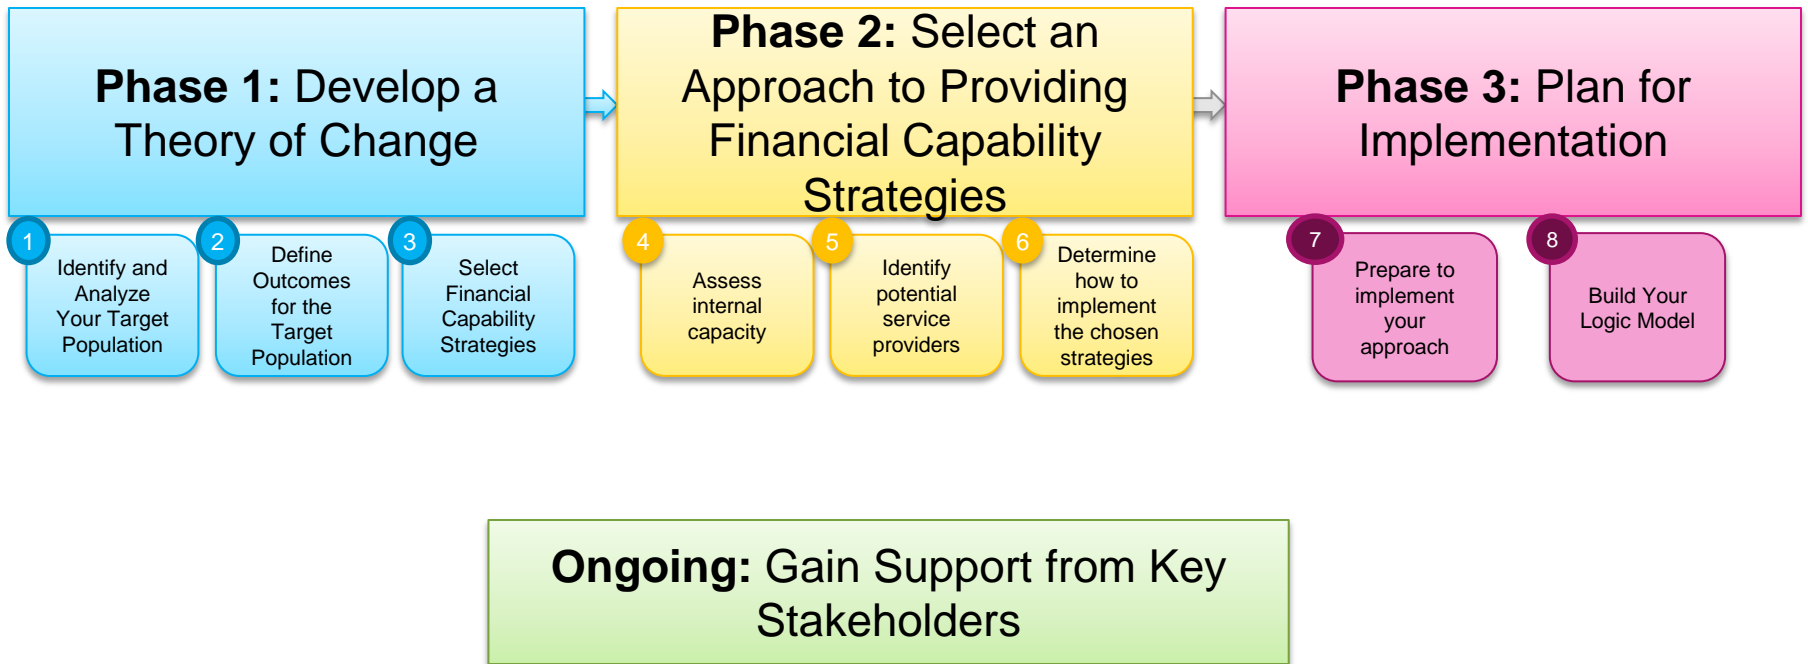 Phase 1: Develop a
Theory of Change
Phase 2: Select an
Approach to Providing
Financial Capability
Strategies
Phase 3: Plan for
Implementation
1
Identify and
Analyze
Your Target
Population
2
Define
Outcomes
for the
Target
Population
3
Select
Financial
Capability
Strategies
4
Assess
internal
capacity
5
Identify
potential
service
providers
6
Determine
how to
implement
the chosen
strategies
7
Prepare to
implement
your
approach
8
Build Your
Logic Model
Ongoing: Gain Support from Key
Stakeholders